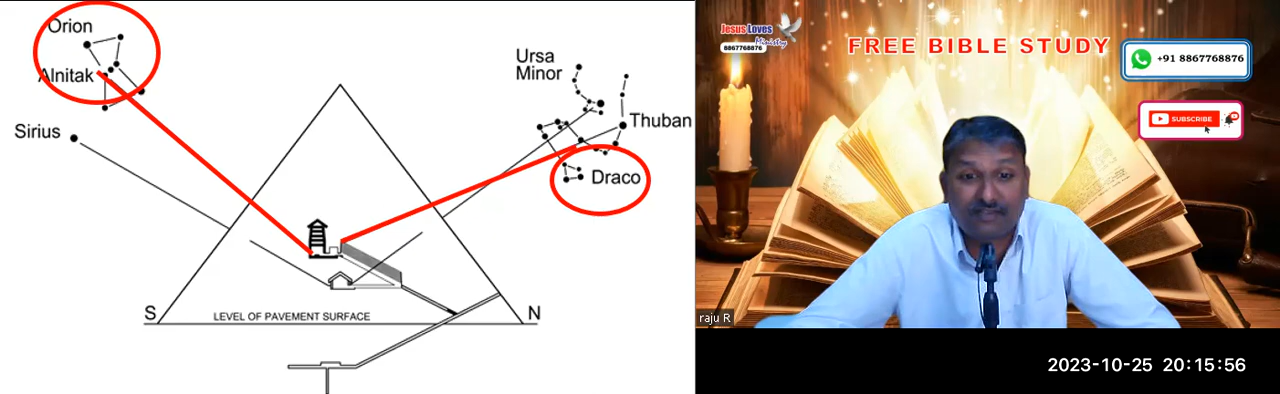 Orion
Alnitak
Sirius
Ursa
Minor
Thuban
Draco
S
N
LEVEL OF PAVEMENT SURFACE
Jesus Loves
Ministry
8867768876
FREE BIBLE STUDY
+91 8867768876
SUBSCRIBE
raju R
2023-10-25 20:15:56